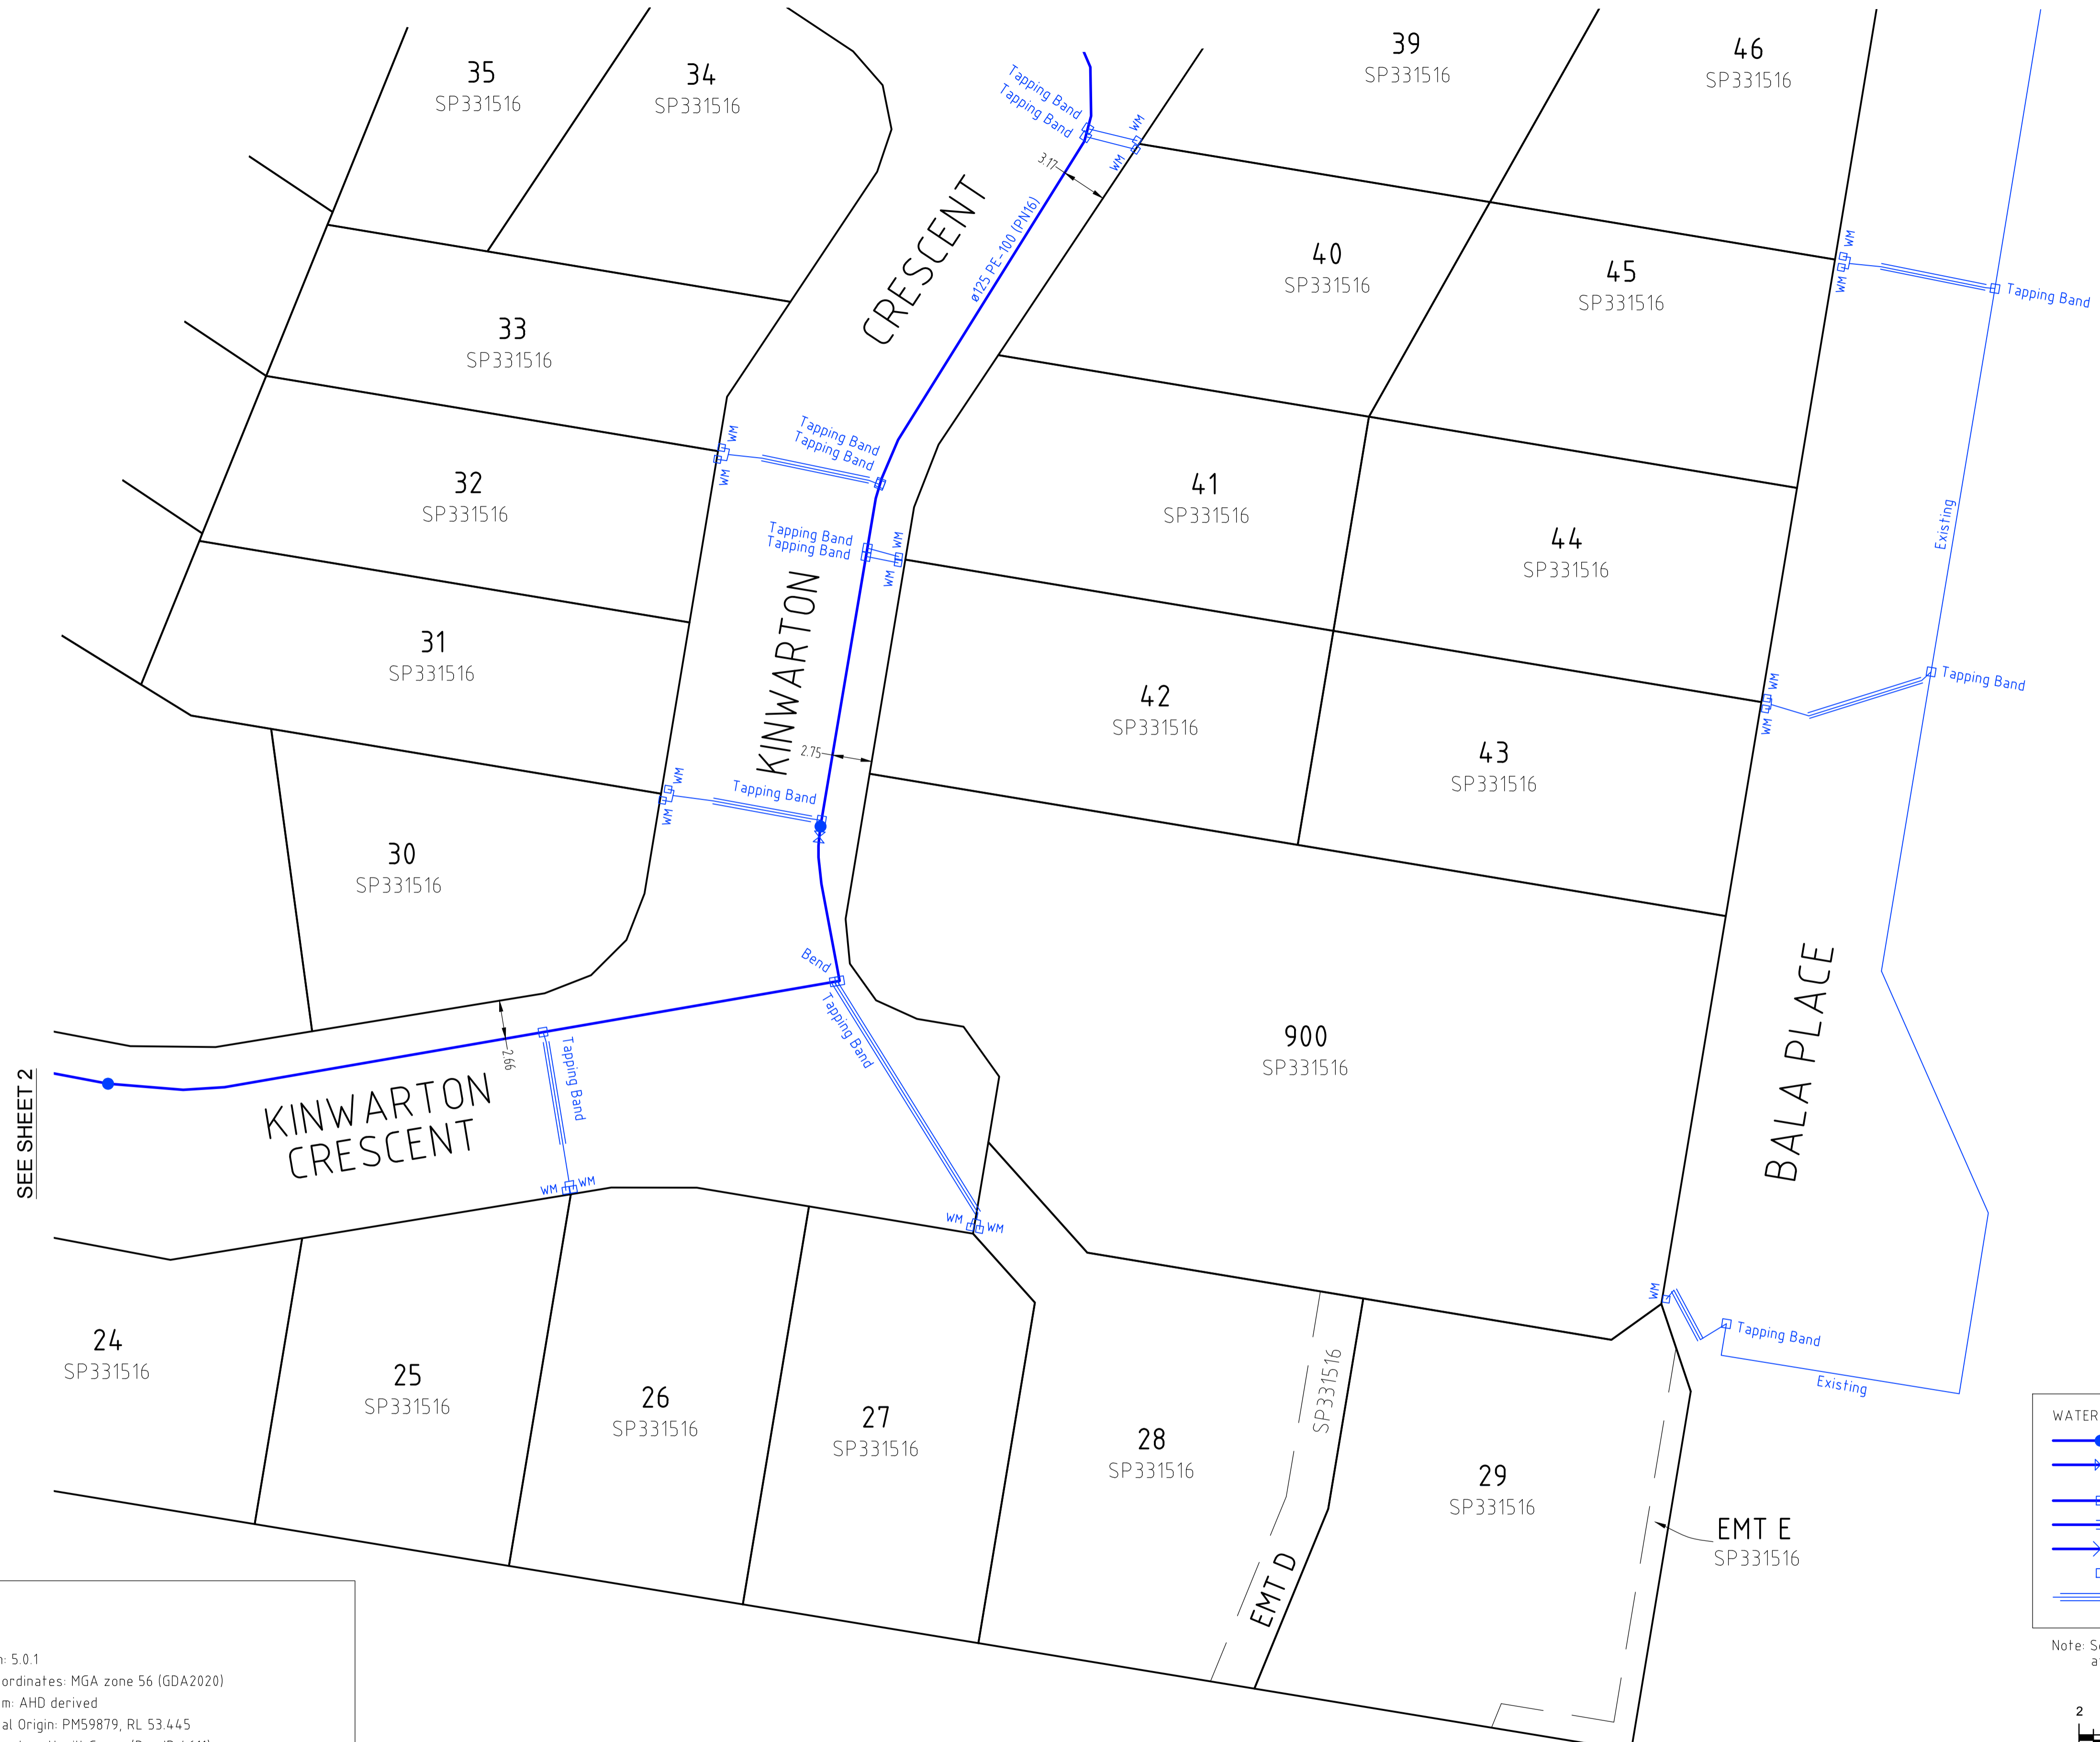 35
SP331516
34
SP331516
39
SP331516
46
SP331516
Tapping Band
Tapping Band
WM
WM
3.17
ø125 PE-100 (PN16)
CRESCENT
33
SP331516
40
SP331516
45
SP331516
WM
WM
Tapping Band
Tapping Band
Tapping Band
WM
WM
32
SP331516
41
SP331516
44
SP331516
Existing
Tapping Band
Tapping Band
WM
WM
KINWARTON
31
SP331516
42
SP331516
43
SP331516
WM
WM
Tapping Band
2.75
Tapping Band
WM
WM
30
SP331516
Bend
Tapping Band
900
SP331516
BALA PLACE
2.66
Tapping Band
KINWARTON
CRESCENT
SEE SHEET 2
WM
WM
WM
WM
WM
Tapping Band
Existing
24
SP331516
25
SP331516
26
SP331516
27
SP331516
28
SP331516
SP331516
EMT D
29
SP331516
EMT E
SP331516
WATER
5.0.1
ordinates: MGA zone 56 (GDA2020)
m: AHD derived
al Origin: PM59879, RL 53.445
Note:
2